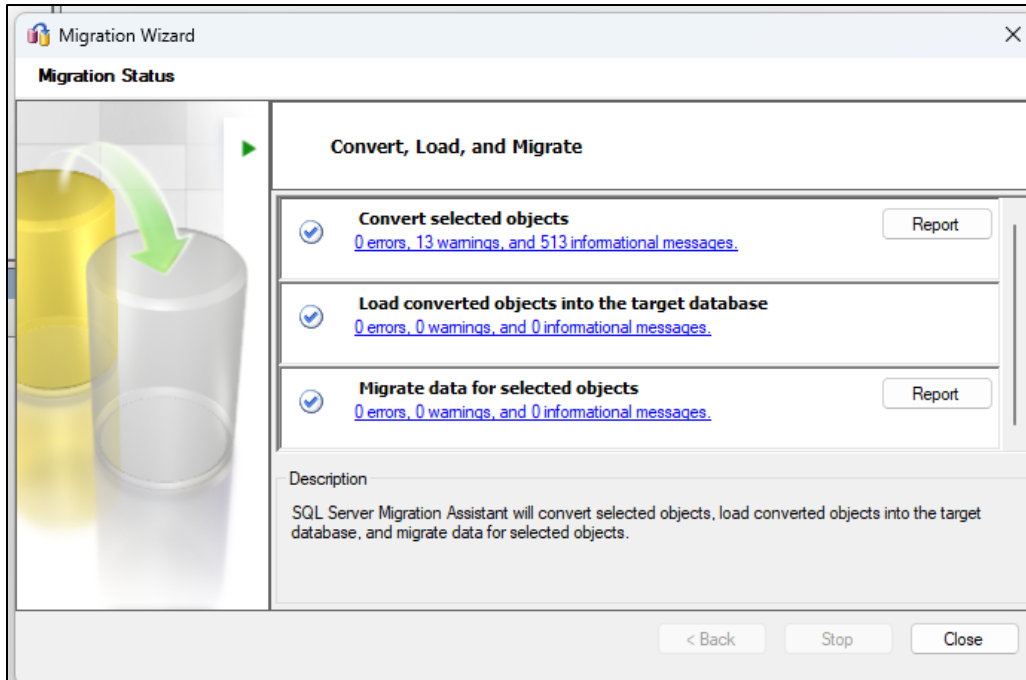 Migration Wizard
Migration Status
Convert, Load, and Migrate
Convert selected objects
Report
0 errors, 13 warnings, and 513 informational messages.
Load converted objects into the target database
0 errors, 0 warnings, and 0 informational messages.
Migrate data for selected objects
Report
0 errors, 0 warnings, and 0 informational messages.
Description
SQL Server Migration Assistant will convert selected objects, load converted objects into the target
database, and migrate data for selected objects.
< Back
Stop
Close